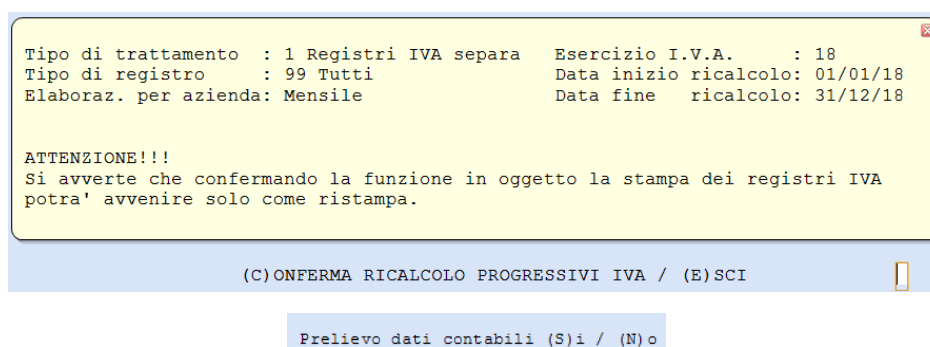 Tipo di trattamento : 1 Registri IVA separa Esercizio I.V.A. : 18
Tipo di registro : 99 Tutti Data inizio ricalcolo: 01/01/18
Elaboraz. per azienda: Mensile Data fine ricalcolo: 31/12/18
ATTENZIONE!!!
Si avverte che confermando la funzione in oggetto la stampa dei registri IVA
potra' avvenire solo come ristampa.
(C)ONFERMA RICALCOLO PROGRESSIVI IVA / (E)SCI
Prelievo dati contabili (S)i / (N)o